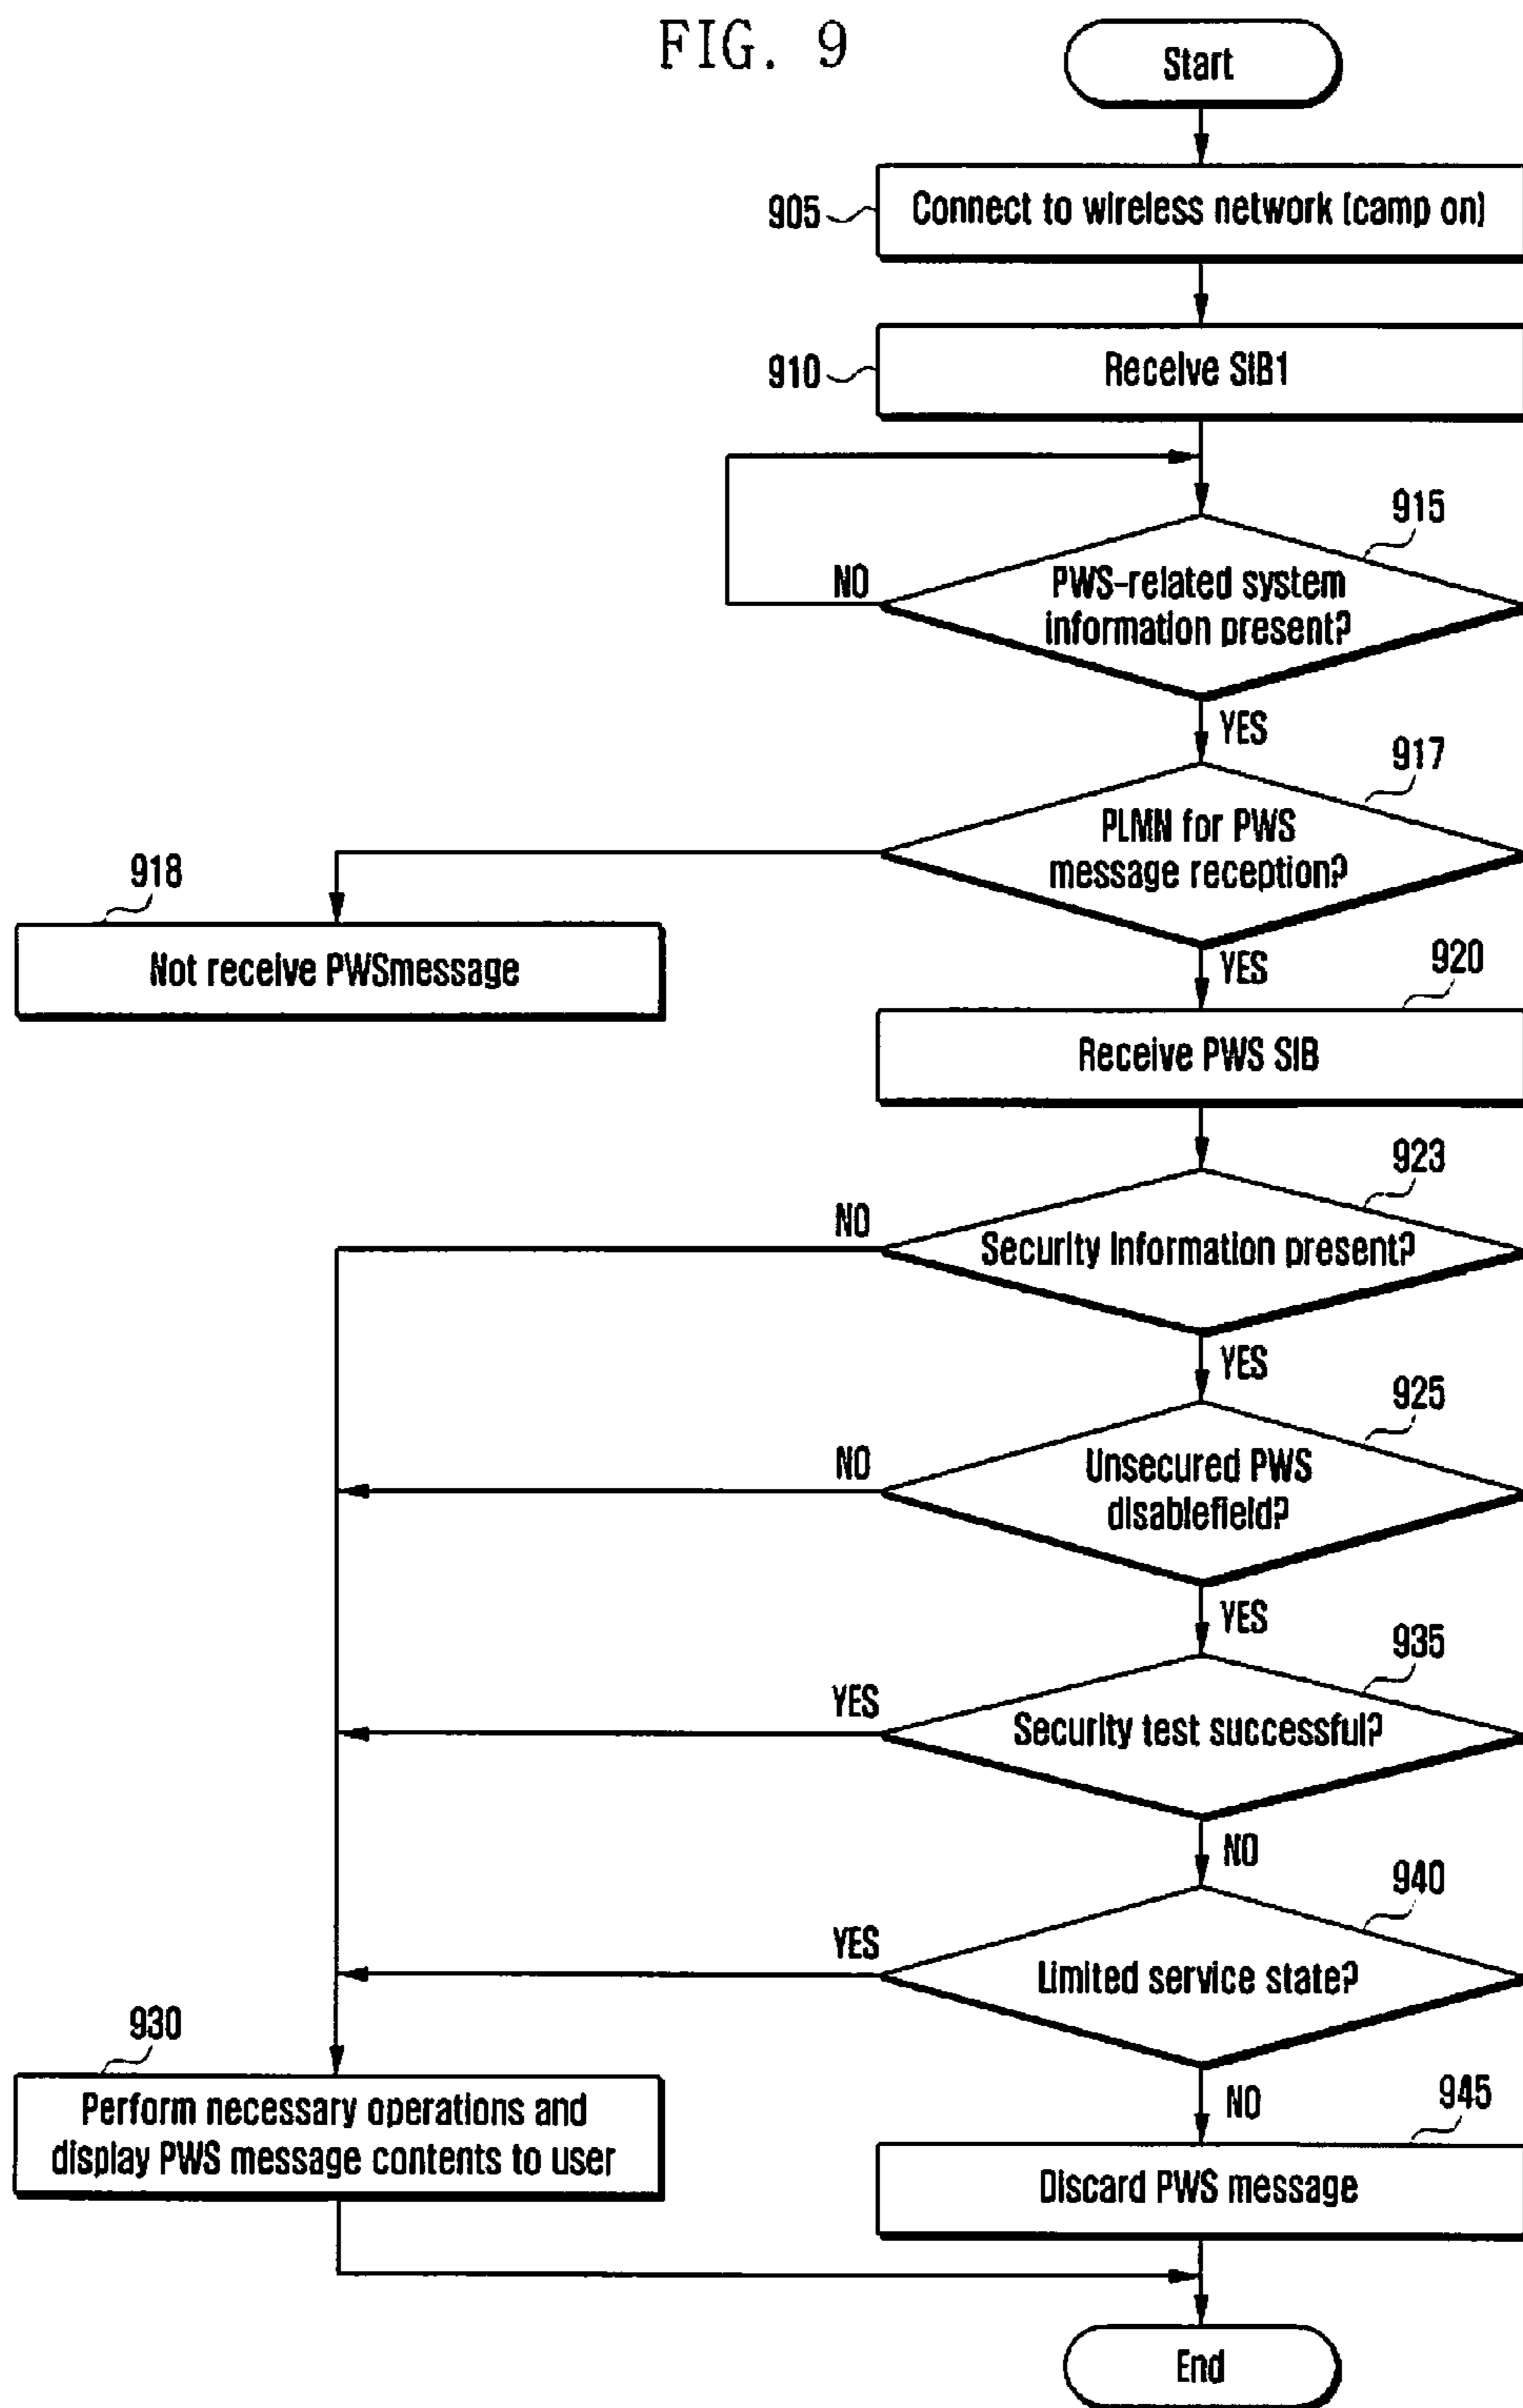 FIG. 9
Start
905
Connect to wireless network (camp on)
910
Receive SIB1
915
PWS-related system
information present?
NO
YES
917
PLMN for PWS
message reception?
918
Not receive PWSmessage
YES
920
Receive PWS SIB
923
NO
Security information present?
YES
925
NO
Unsecured PWS
disablefield?
YES
935
YES
Security test successful?
NO
940
YES
Limited service state?
930
Perform necessary operations and
display PWS message contents to user
NO
945
Discard PWS message
End